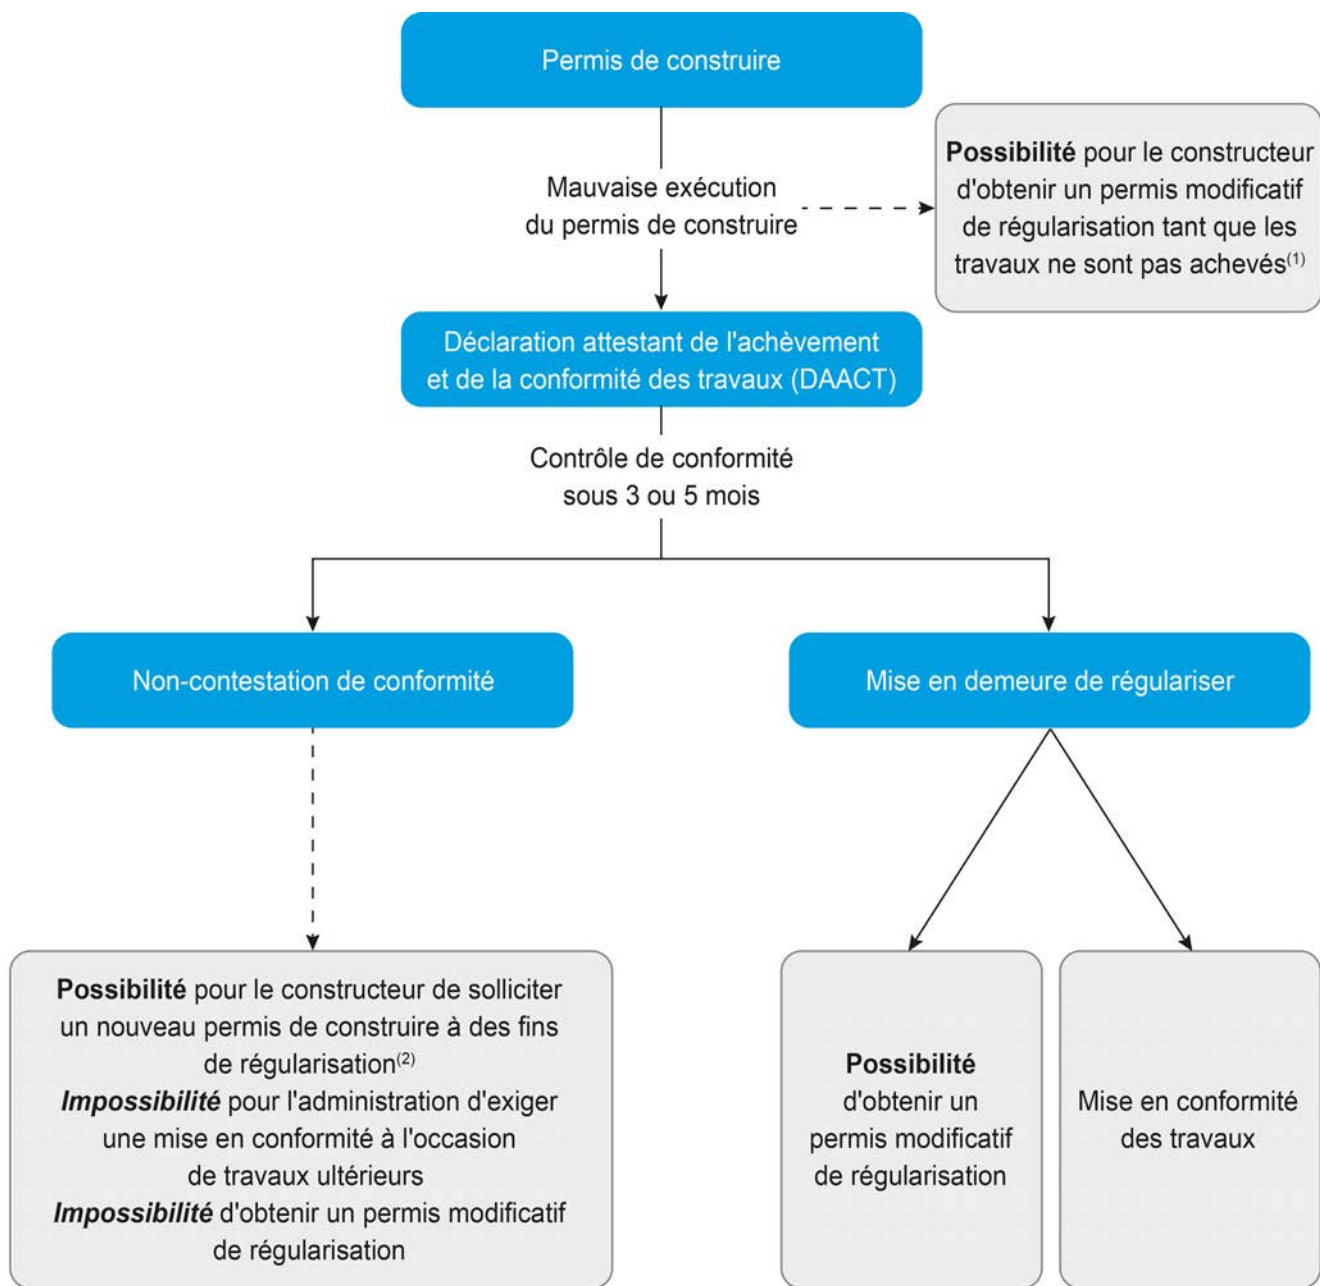 Permis de construire
Possibilité pour le constructeur
d'obtenir un permis modificatif
de régularisation tant que les
travaux ne sont pas achevés(1)
Mauvaise exécution
du permis de construire
Déclaration attestant de l'achèvement
et de la conformité des travaux (DAACT)
Contrôle de conformité
sous 3 ou 5 mois
Non-contestation de conformité
Mise en demeure de régulariser
Possibilité pour le constructeur de solliciter
un nouveau permis de construire à des fins
de régularisation(2)
Impossibilité pour l'administration d'exiger
une mise en conformité à l'occasion
de travaux ultérieurs
Impossibilité d'obtenir un permis modificatif
de régularisation
Possibilité
d'obtenir un
permis modificatif
de régularisation
Mise en conformité
des travaux